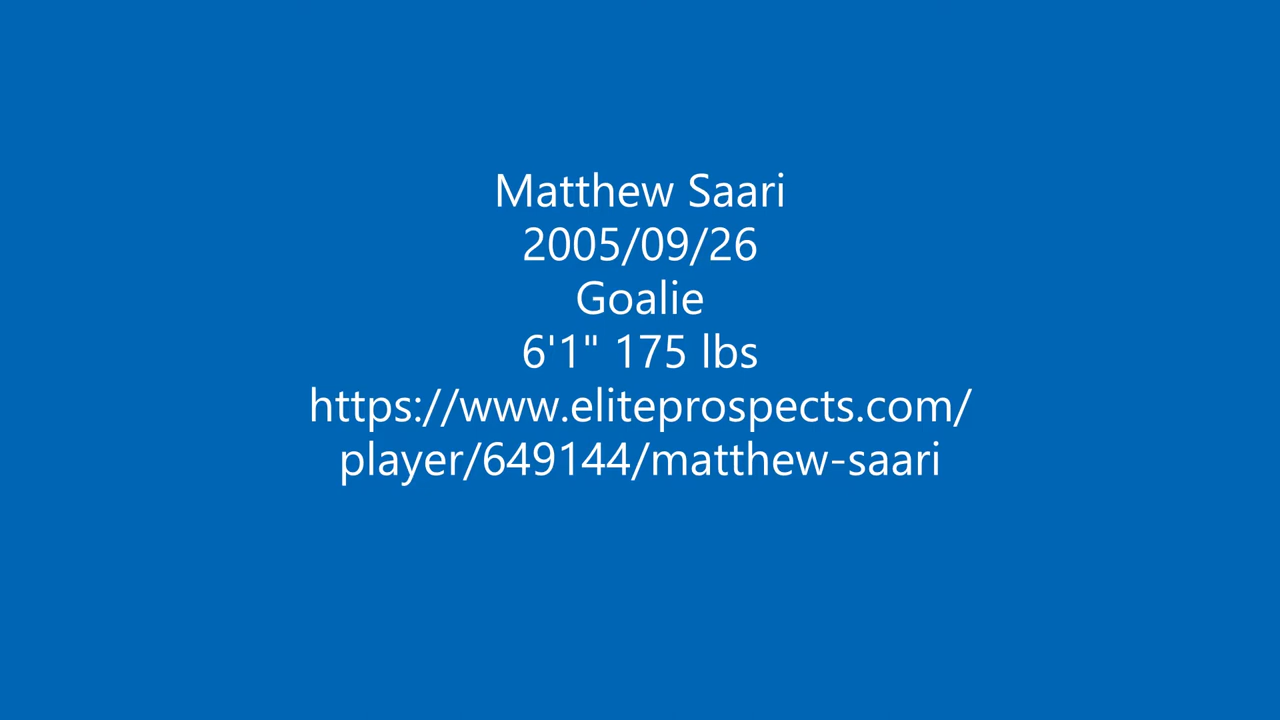 Matthew Saari
2005/09/26
Goalie
6'1" 175 lbs
https://www.eliteprospects.com/
player/649144/matthew-saari